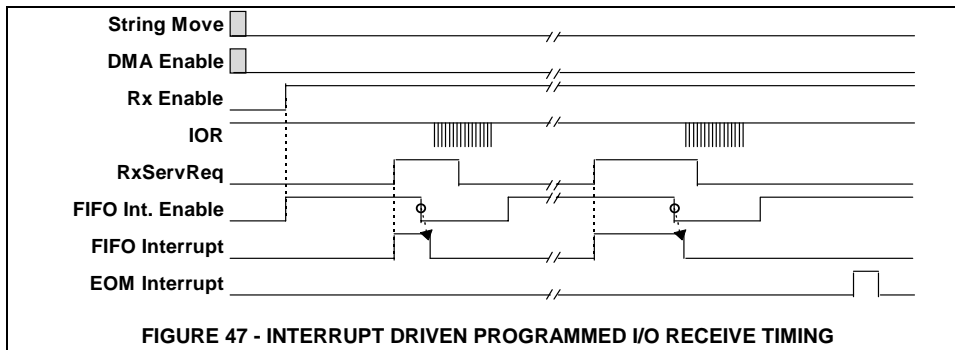 String Move
DMA Enable
Rx Enable
IOR
RxServReq
FIFO Int. Enable
FIFO Interrupt
EOM Interrupt
FIGURE 47 - INTERRUPT DRIVEN PROGRAMMED I/O RECEIVE TIMING